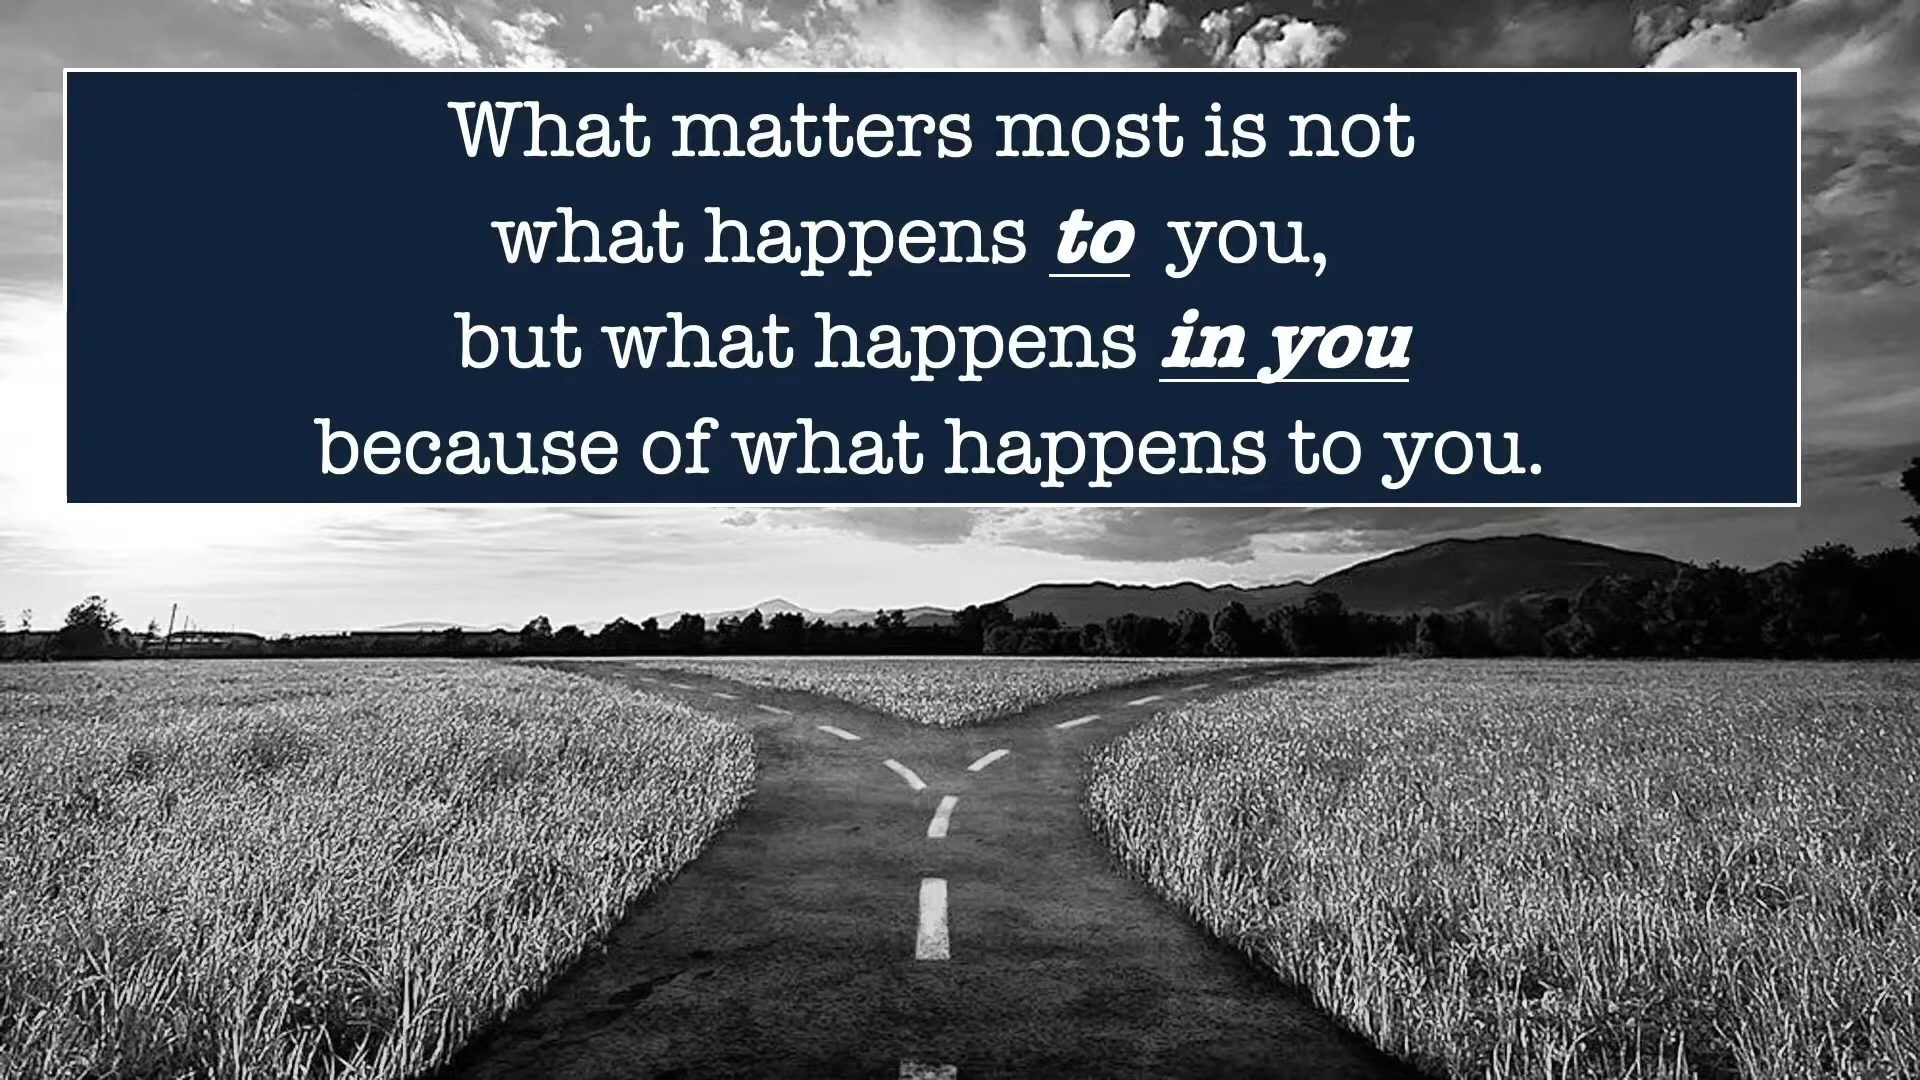 What matters most is not
what happens to you,
but what happens in you
because of what happens to you.